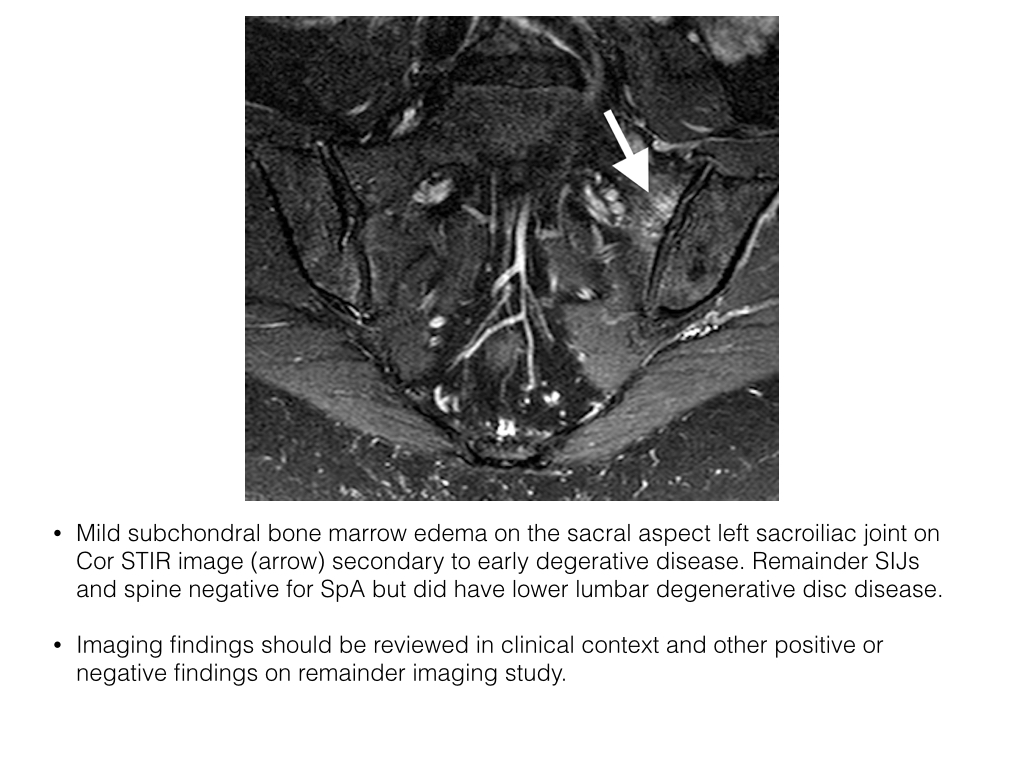 • Mild subchondral bone marrow edema on the sacral aspect left sacroiliac joint on
Cor STIR image (arrow) secondary to early degerative disease. Remainder SIJs
and spine negative for SpA but did have lower lumbar degenerative disc disease.
• Imaging findings should be reviewed in clinical context and other positive or
negative findings on remainder imaging study.